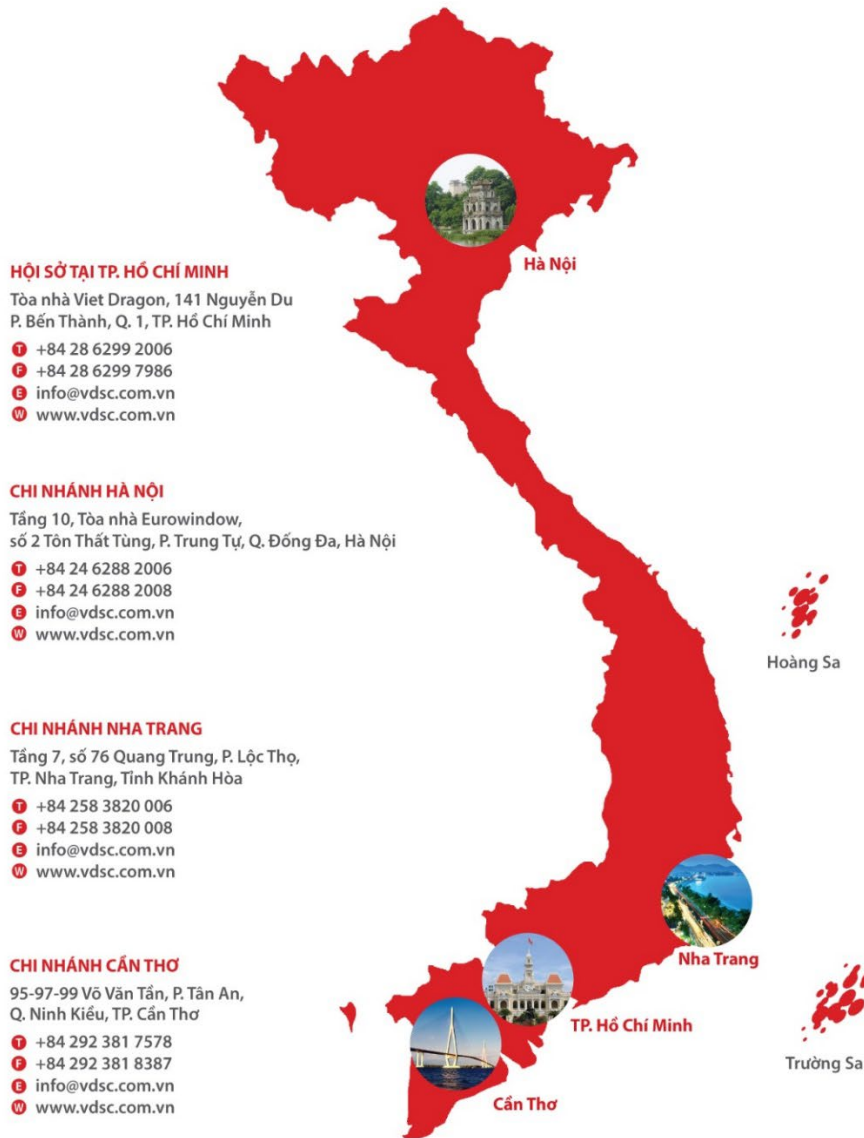 Hà Nội
HỘI SỞ TẠI TP. HỒ CHÍ MINH
Tòa nhà Viet Dragon, 141 Nguyễn Du
P. Bến Thành, Q. 1, TP. Hồ Chí Minh
T +84 28 6299 2006
F +84 28 6299 7986
E info@vdsc.com.vn
W www.vdsc.com.vn
CHI NHÁNH HÀ NỘI
Tầng 10, Tòa nhà Eurowindow,
số 2 Tôn Thất Tùng, P. Trung Tự, Q. Đống Đa, Hà Nội
T +84 24 6288 2006
F +84 24 6288 2008
E info@vdsc.com.vn
W www.vdsc.com.vn
Hoàng Sa
CHI NHÁNH NHA TRANG
Tầng 7, số 76 Quang Trung, P. Lộc Thọ,
TP. Nha Trang, Tỉnh Khánh Hòa
T +84 258 3820 006
F +84 258 3820 008
E info@vdsc.com.vn
W www.vdsc.com.vn
Nha Trang
CHI NHÁNH CẦN THƠ
95-97-99 Võ Văn Tần, P. Tân An,
Q. Ninh Kiều, TP. Cần Thơ
T +84 292 381 7578
F +84 292 381 8387
E info@vdsc.com.vn
W www.vdsc.com.vn
TP. Hồ Chí Minh
Trường Sa
Cần Thơ